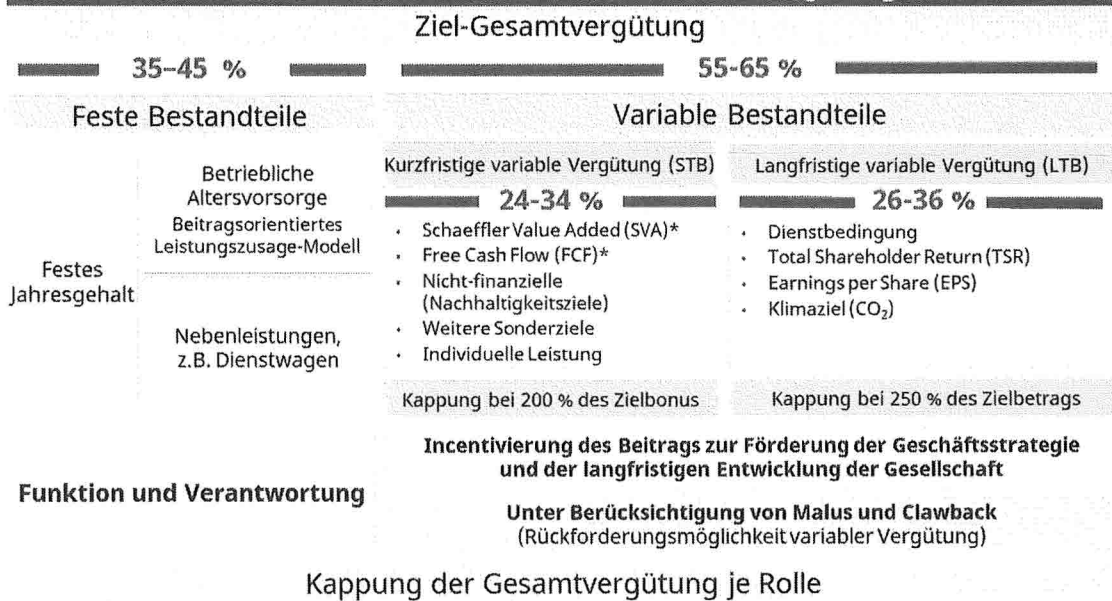 Ziel-Gesamtvergütung
35–45 %
55-65 %
Feste Bestandteile
Variable Bestandteile
Festes
Jahresgehalt
Betriebliche
Altersvorsorge
Beitragsorientiertes
Leistungszusage-Modell
Nebenleistungen,
z.B. Dienstwagen
Kurzfristige variable Vergütung (STB)
24-34 %
· Schaeffler Value Added (SVA)*
· Free Cash Flow (FCF)*
· Nicht-finanzielle
(Nachhaltigkeitsziele)
· Weitere Sonderziele
· Individuelle Leistung
Kappung bei 200 % des Zielbonus
Langfristige variable Vergütung (LTB)
26-36 %
· Dienstbedingung
· Total Shareholder Return (TSR)
· Earnings per Share (EPS)
· Klimaziel (CO₂)
Kappung bei 250 % des Zielbetrags
Funktion und Verantwortung
Incentivierung des Beitrags zur Förderung der Geschäftsstrategie
und der langfristigen Entwicklung der Gesellschaft
Unter Berücksichtigung von Malus und Clawback
(Rückforderungsmöglichkeit variabler Vergütung)
Kappung der Gesamtvergütung je Rolle